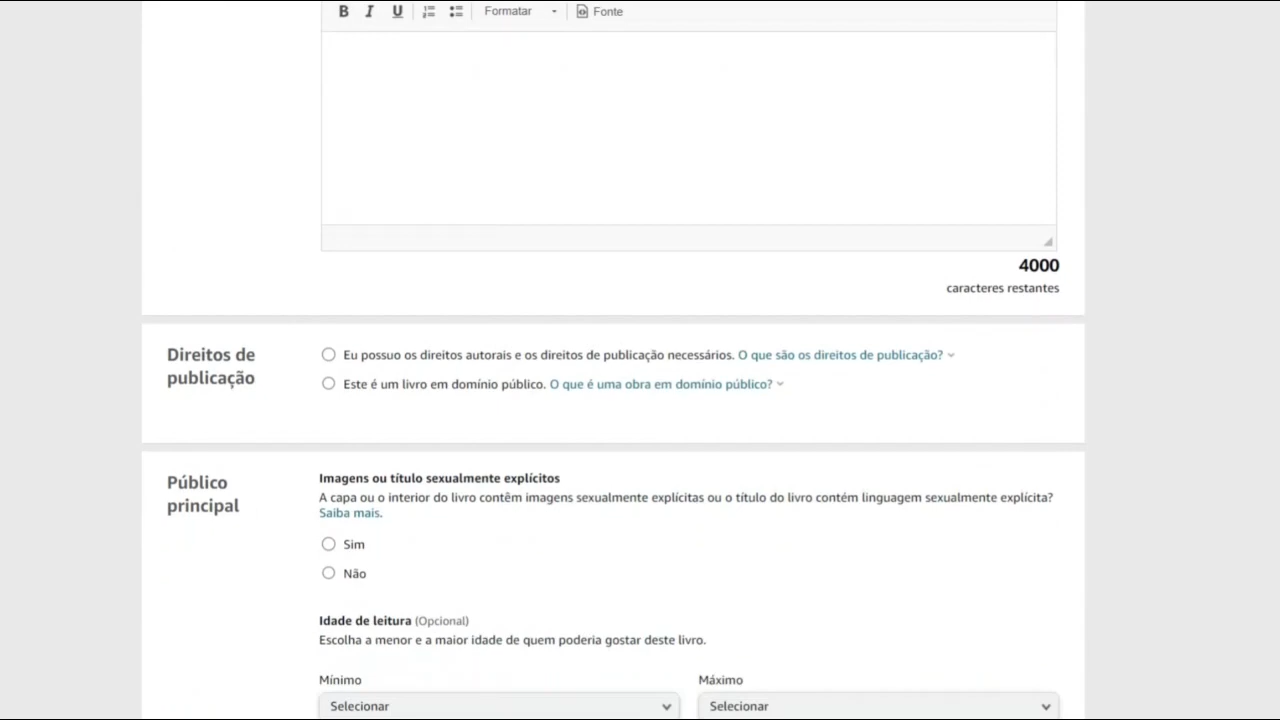 B I U Formatar Fonte
4000
caracteres restantes
Direitos de publicação
Eu possuo os direitos autorais e os direitos de publicação necessários. O que são os direitos de publicação?
Este é um livro em domínio público. O que é uma obra em domínio público?
Público principal
Imagens ou título sexualmente explícitos
A capa ou o interior do livro contêm imagens sexualmente explícitas ou o título do livro contém linguagem sexualmente explícita?
Saiba mais.
Sim
Não
Idade de leitura (Opcional)
Escolha a menor e a maior idade de quem poderia gostar deste livro.
Mínimo Máximo
Selecionar Selecionar